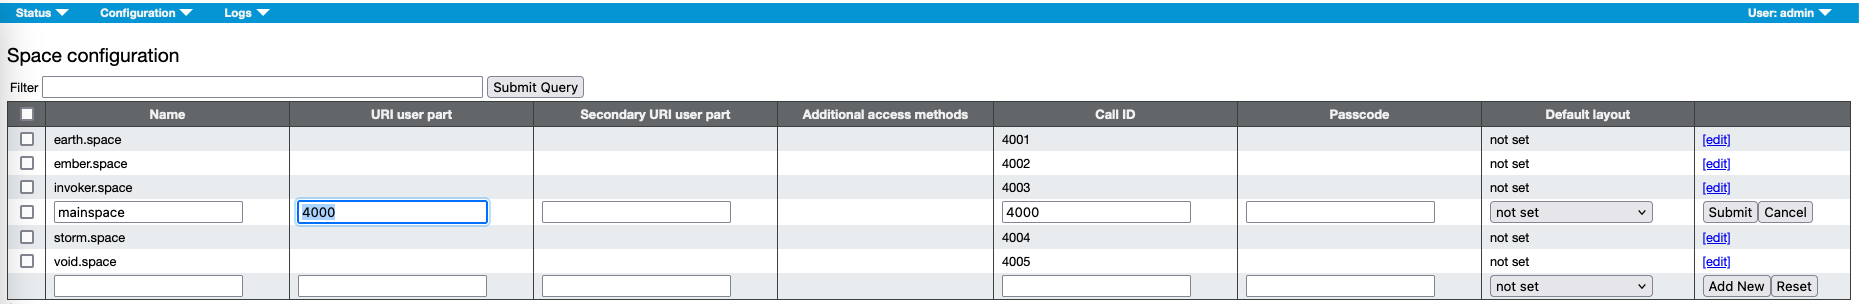 Status Configuration Logs User: admin
Space configuration
Filter Submit Query
Name URI user part Secondary URI user part Additional access methods Call ID Passcode Default layout
earth.space 4001 not set [edit]
ember.space 4002 not set [edit]
invoker.space 4003 not set [edit]
mainspace 4000 4000 not set Submit Cancel
storm.space 4004 not set [edit]
void.space 4005 not set [edit]
not set Add New Reset